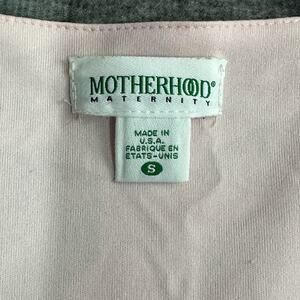 MOTHERHOOD®
MATERNITY
MADE IN
U.S.A.
FABRIQUE EN
ETATS-UNIS
S